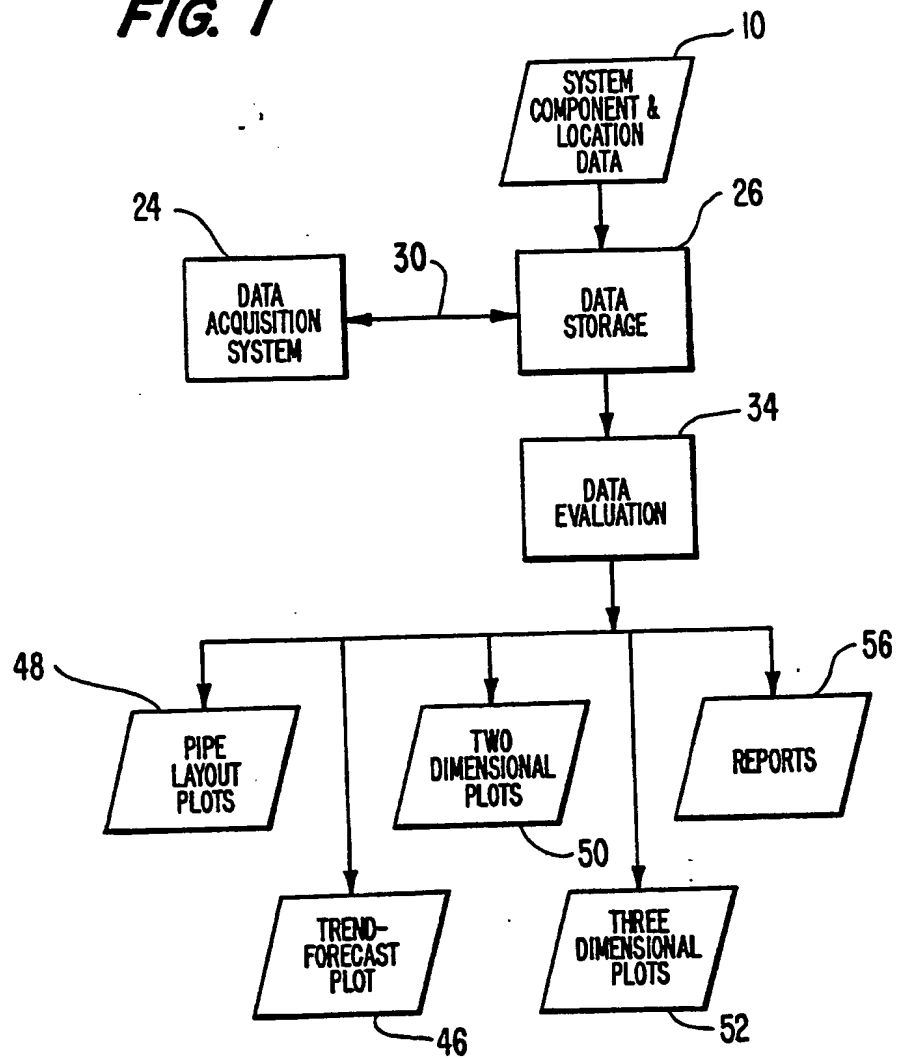 FIG. 1
10
SYSTEM
COMPONENT &
LOCATION
DATA
26
24
30
DATA
ACQUISITION
SYSTEM
DATA
STORAGE
34
DATA
EVALUATION
48
56
PIPE
LAYOUT
PLOTS
TWO
DIMENSIONAL
PLOTS
REPORTS
50
TREND-
FORECAST
PLOT
THREE
DIMENSIONAL
PLOTS
46
52